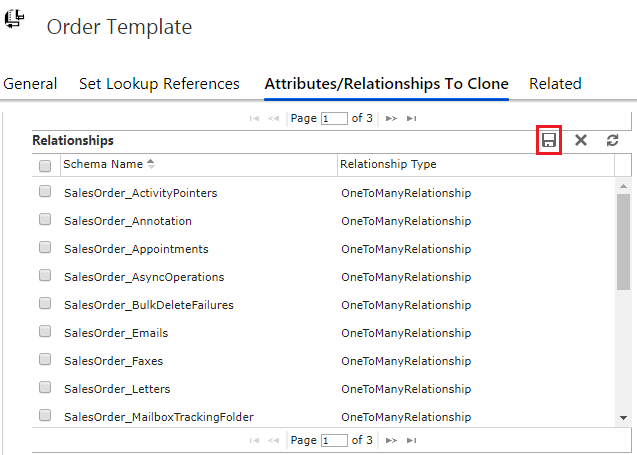 Order Template
General Set Lookup References Attributes/Relationships To Clone Related
Page 1 of 3
Relationships
Schema Name Relationship Type
SalesOrder_ActivityPointers OneToManyRelationship
SalesOrder_Annotation OneToManyRelationship
SalesOrder_Appointments OneToManyRelationship
SalesOrder_AsyncOperations OneToManyRelationship
SalesOrder_BulkDeleteFailures OneToManyRelationship
SalesOrder_Emails OneToManyRelationship
SalesOrder_Faxes OneToManyRelationship
SalesOrder_Letters OneToManyRelationship
SalesOrder_MailboxTrackingFolder OneToManyRelationship
Page 1 of 3